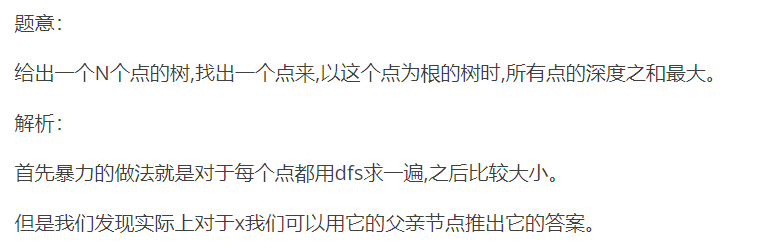 题意:
给出一个N个点的树,找出一个点来,以这个点为根的树时,所有点的深度之和最大。
解析:
首先暴力的做法就是对于每个点都用dfs求一遍,之后比较大小。
但是我们发现实际上对于x我们可以用它的父亲节点推出它的答案。